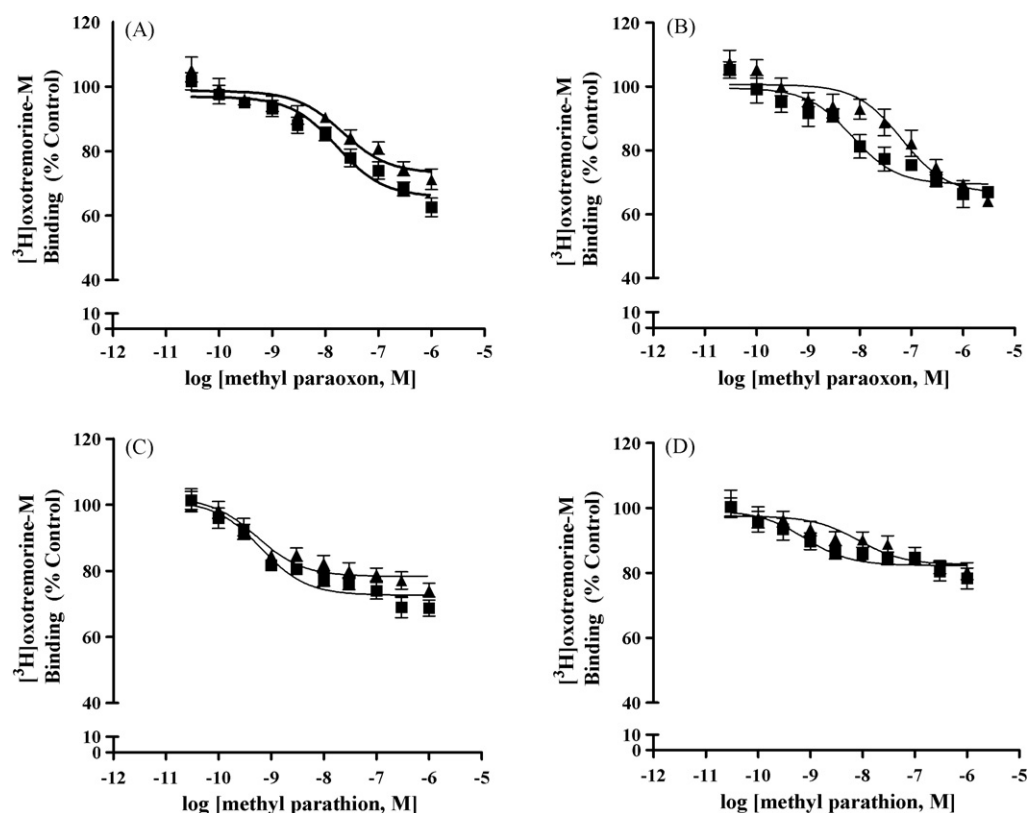 (A)
120
100
80
60
40
10
0
[³H]oxotremorine-M
Binding (% Control)
-12 -11 -10 -9 -8 -7 -6 -5
log [methyl paraoxon, M]
(B)
120
100
80
60
40
10
0
[³H]oxotremorine-M
Binding (% Control)
-12 -11 -10 -9 -8 -7 -6 -5
log [methyl paraoxon, M]
(C)
120
100
80
60
40
10
0
[³H]oxotremorine-M
Binding (% Control)
-12 -11 -10 -9 -8 -7 -6 -5
log [methyl parathion, M]
(D)
120
100
80
60
40
10
0
[³H]oxotremorine-M
Binding (% Control)
-12 -11 -10 -9 -8 -7 -6 -5
log [methyl parathion, M]